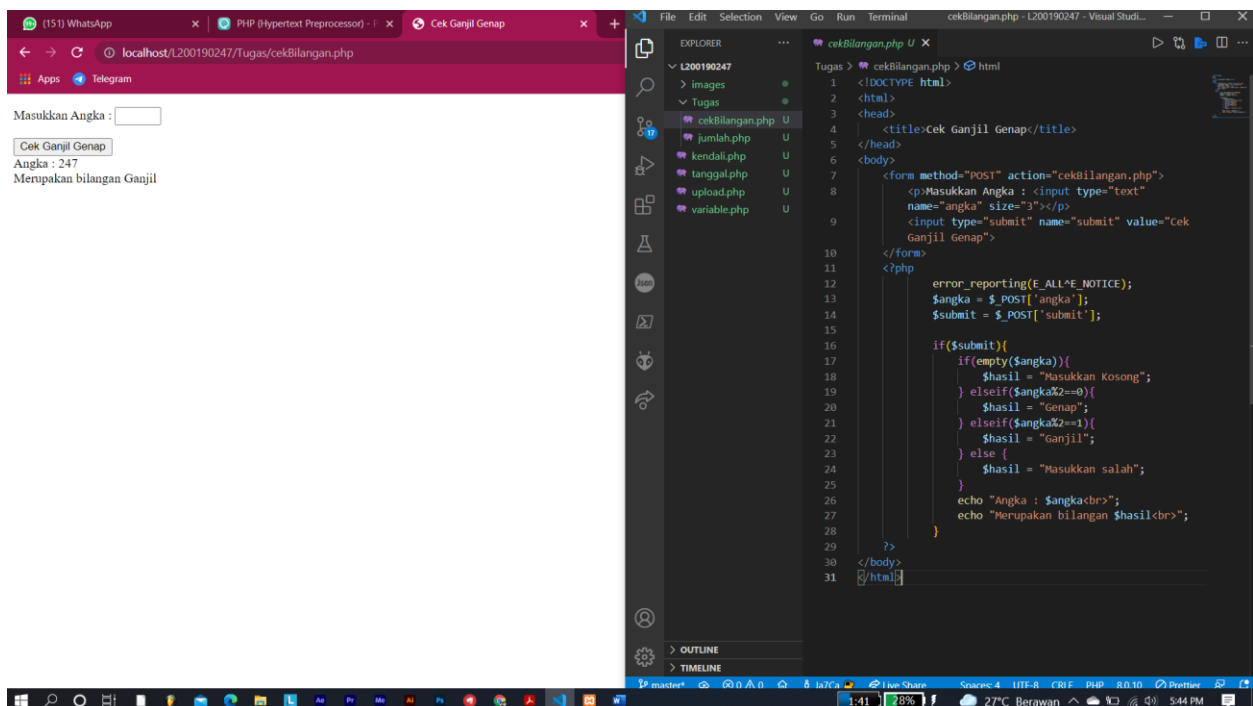 (151) WhatsApp
PHP (Hypertext Preprocessor) - P
Cek Ganjil Genap
localhost/L200190247/Tugas/cekBilangan.php
Apps
Telegram
Masukkan Angka :
Cek Ganjil Genap
Angka : 247
Merupakan bilangan Ganjil
File Edit Selection View Go Run Terminal
cekBilangan.php - L200190247 - Visual Studi...
EXPLORER
L200190247
images
Tugas
cekBilangan.php U
jumlah.php U
kendali.php U
tanggal.php U
upload.php U
variable.php U
OUTLINE
TIMELINE
17
Json
cekBilangan.php U
Tugas > cekBilangan.php > html
1 <!DOCTYPE html>
2 <html>
3 <head>
4 <title>Cek Ganjil Genap</title>
5 </head>
6 <body>
7 <form method="POST" action="cekBilangan.php">
8 <p>Masukkan Angka : <input type="text"
name="angka" size="3"></p>
9 <input type="submit" name="submit" value="Cek
Ganjil Genap">
10 </form>
11 <?php
12 error_reporting(E_ALL^E_NOTICE);
13 $angka = $_POST['angka'];
14 $submit = $_POST['submit'];
15
16 if($submit){
17 if(empty($angka)){
18 $hasil = "Masukkan Kosong";
19 } elseif($angka%2==0){
20 $hasil = "Genap";
21 } elseif($angka%2==1){
22 $hasil = "Ganjil";
23 } else {
24 $hasil = "Masukkan salah";
25 }
26 echo "Angka : $angka<br>";
27 echo "Merupakan bilangan $hasil<br>";
28 }
29 ?>
30 </body>
31 </html>
master* 0 0 Ja7Ca Live Share Spaces: 4 UTF-8 CRLF PHP 8.0.10 Prettier
L Ae Pr Me Ai Ps
1:41 28% 27°C Berawan 5:44 PM